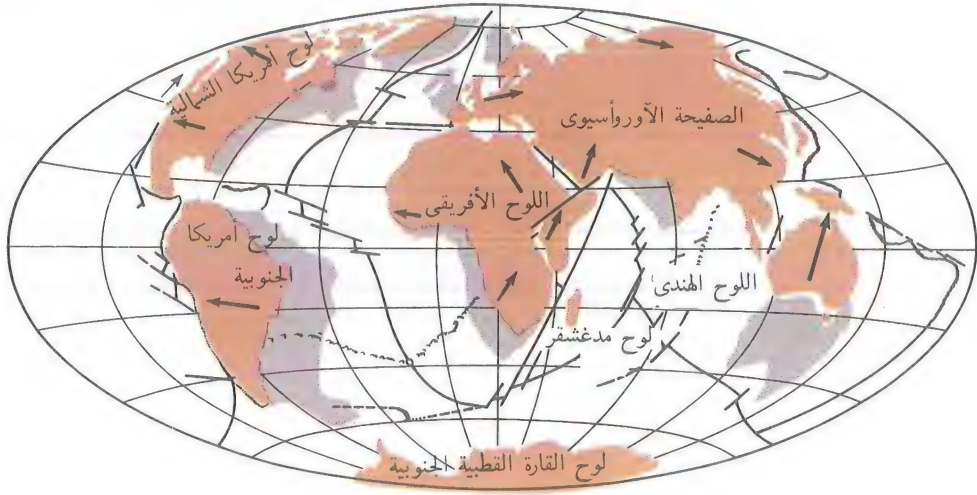 لوح أمريكا الشمالية
الصفيحة الآوروأسيوى
اللوح الأفريقى
لوح أمريكا
الجنوبية
اللوح الهندى
لوح مدغشقر
لوح القارة القطبية الجنوبية